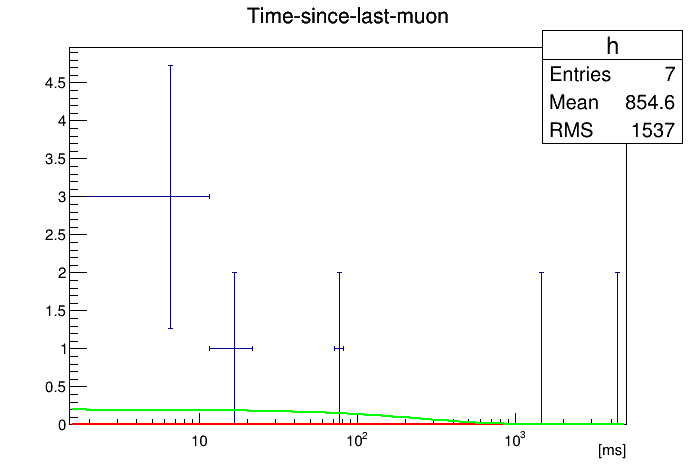 Time-since-last-muon
h
Entries 7
Mean 854.6
RMS 1537
4.5
4
3.5
3
2.5
2
1.5
1
0.5
0
10 10² 10³
[ms]